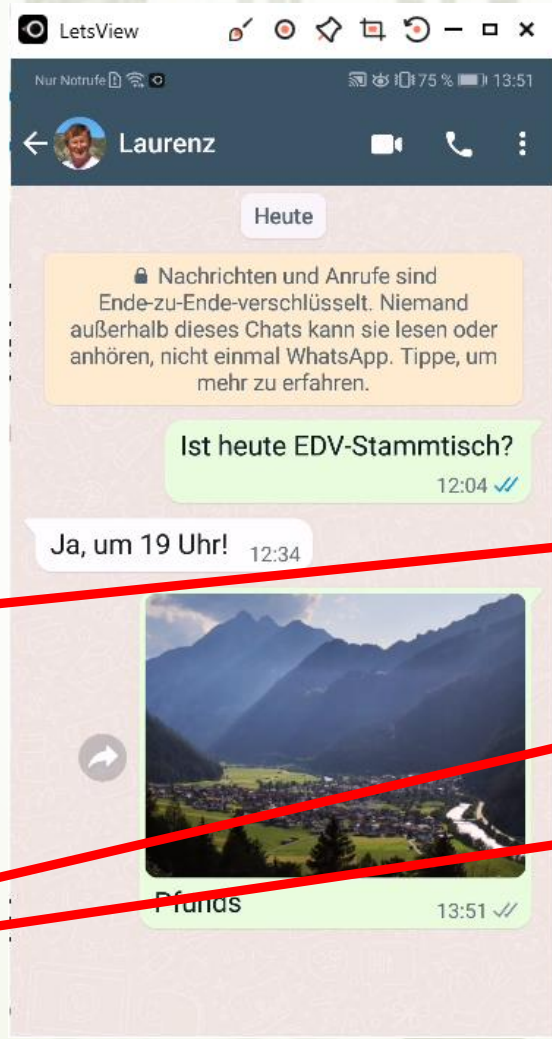 LetsView
Nur Notrufe 75 % 13:51
Laurenz
Heute
Nachrichten und Anrufe sind
Ende-zu-Ende-verschlüsselt. Niemand
außerhalb dieses Chats kann sie lesen oder
anhören, nicht einmal WhatsApp. Tippe, um
mehr zu erfahren.
Ist heute EDV-Stammtisch?
12:04
Ja, um 19 Uhr! 12:34
Pfunds 13:51